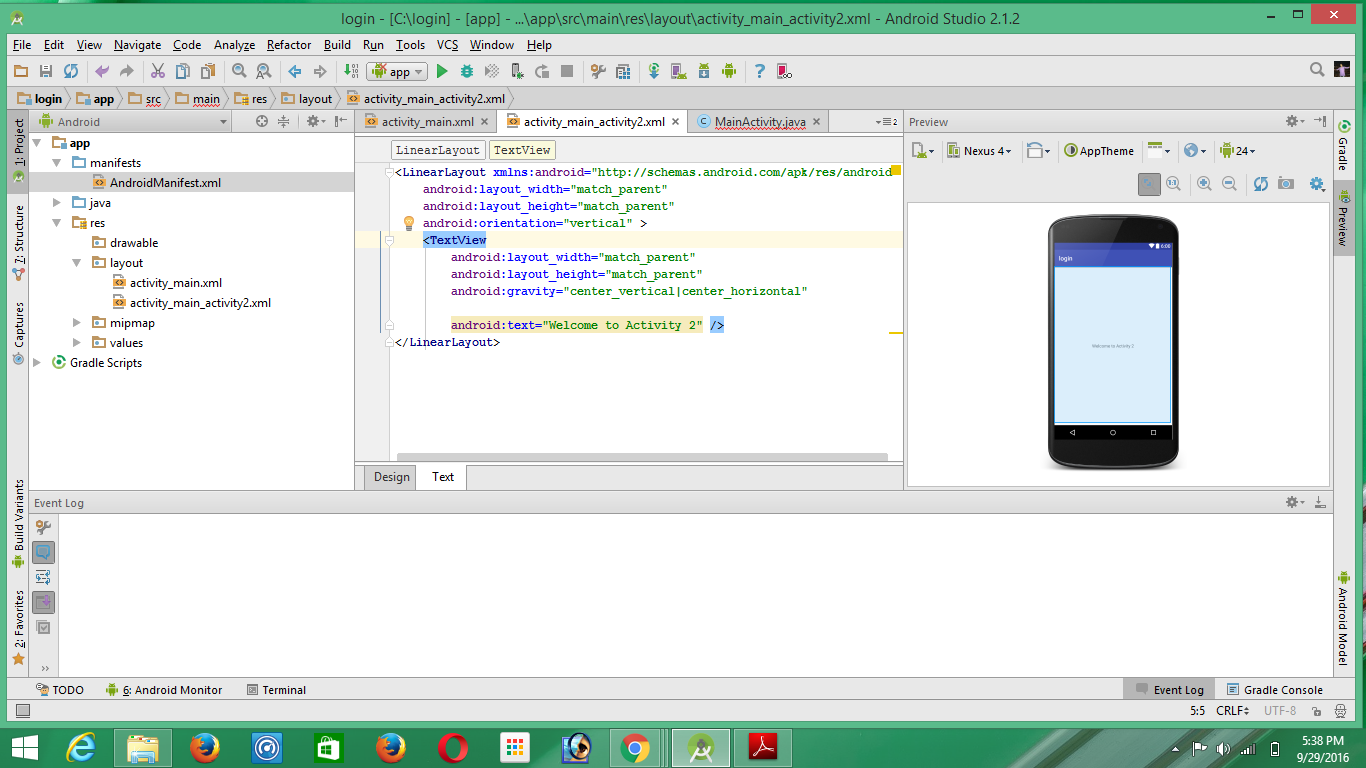 login - [C:\login] - [app] - ...\app\src\main\res\layout\activity_main_activity2.xml - Android Studio 2.1.2
File Edit View Navigate Code Analyze Refactor Build Run Tools VCS Window Help
app
login app src main res layout activity_main_activity2.xml
1: Project
7: Structure
Captures
Build Variants
2: Favorites
Android
app
manifests
AndroidManifest.xml
java
res
drawable
layout
activity_main.xml
activity_main_activity2.xml
mipmap
values
Gradle Scripts
activity_main.xml activity_main_activity2.xml MainActivity.java 2
LinearLayout TextView
<LinearLayout xmlns:android="http://schemas.android.com/apk/res/android
android:layout_width="match_parent"
android:layout_height="match_parent"
android:orientation="vertical" >
<TextView
android:layout_width="match_parent"
android:layout_height="match_parent"
android:gravity="center_vertical|center_horizontal"
android:text="Welcome to Activity 2" />
</LinearLayout>
Design Text
Preview
Nexus 4 AppTheme 24
6:00
login
Welcome to Activity 2
Gradle
Preview
Android Model
Event Log
TODO 6: Android Monitor Terminal Event Log Gradle Console
5:5 CRLF UTF-8
5:38 PM
9/29/2016